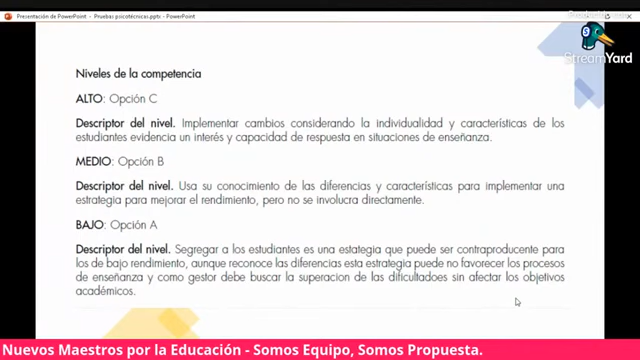 Presentación de PowerPoint - Pruebas psicotécnicas.pptx - PowerPoint
StreamYard
Niveles de la competencia
ALTO: Opción C
Descriptor del nivel. Implementar cambios considerando la individualidad y características de los
estudiantes evidencia un interés y capacidad de respuesta en situaciones de enseñanza.
MEDIO: Opción B
Descriptor del nivel. Usa su conocimiento de las diferencias y características para implementar una
estrategia para mejorar el rendimiento, pero no se involucra directamente.
BAJO: Opción A
Descriptor del nivel. Segregar a los estudiantes es una estategia que puede ser contraproducente para
los de bajo rendimiento, aunque reconoce las diferencias esta estrategia puede no favorecer los procesos
de enseñanza y como gestor debe buscar la superacion de las dificultadoes sin afectar los objetivos
académicos.
Nuevos Maestros por la Educación - Somos Equipo, Somos Propuesta.